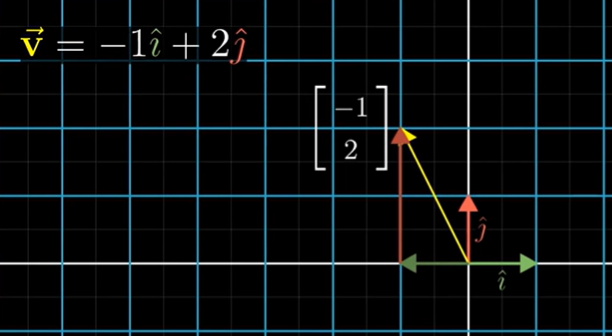 v⃗ = −1î + 2ĵ
[−1
2]
ĵ
î